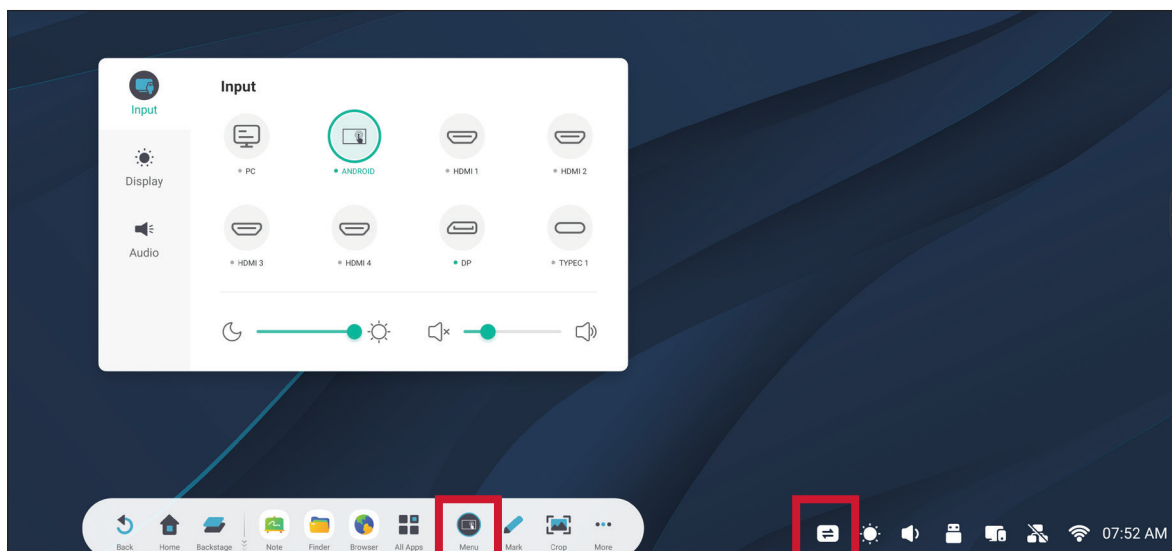 Input
Input
PC
ANDROID
HDMI 1
HDMI 2
Display
Audio
HDMI 3
HDMI 4
DP
TYPEC 1
Back
Home
Backstage
Note
Finder
Browser
All Apps
Menu
Mark
Crop
More
07:52 AM